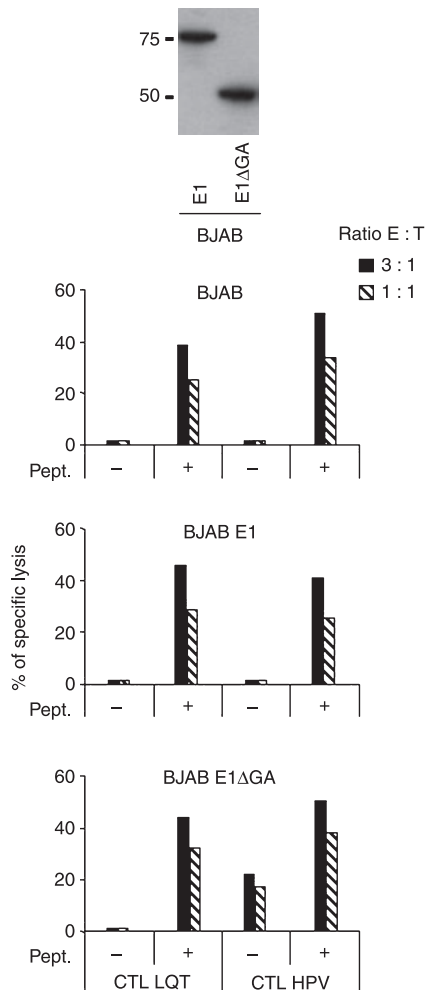 75
50
E1
E1ΔGA
BJAB
Ratio E : T
3 : 1
1 : 1
% of specific lysis
BJAB
60
40
20
0
Pept. – + – +
BJAB E1
60
40
20
0
Pept. – + – +
BJAB E1ΔGA
60
40
20
0
Pept. – + – +
CTL LQT CTL HPV